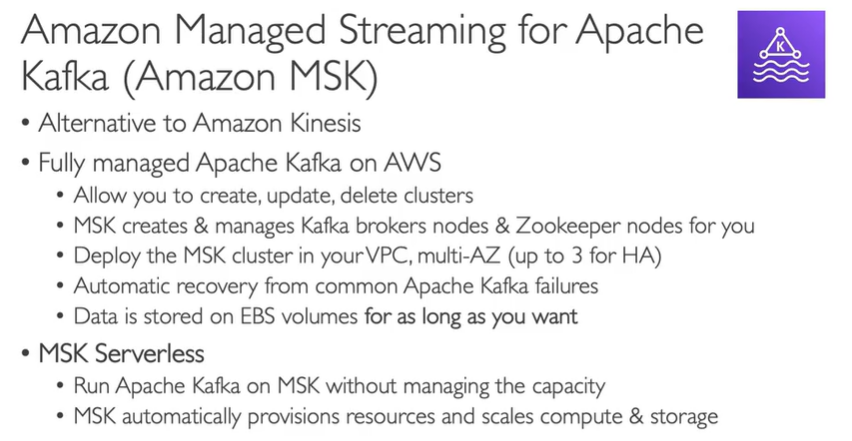 Amazon Managed Streaming for Apache
Kafka (Amazon MSK)
K
• Alternative to Amazon Kinesis
• Fully managed Apache Kafka on AWS
• Allow you to create, update, delete clusters
• MSK creates & manages Kafka brokers nodes & Zookeeper nodes for you
• Deploy the MSK cluster in your VPC, multi-AZ (up to 3 for HA)
• Automatic recovery from common Apache Kafka failures
• Data is stored on EBS volumes for as long as you want
• MSK Serverless
• Run Apache Kafka on MSK without managing the capacity
• MSK automatically provisions resources and scales compute & storage